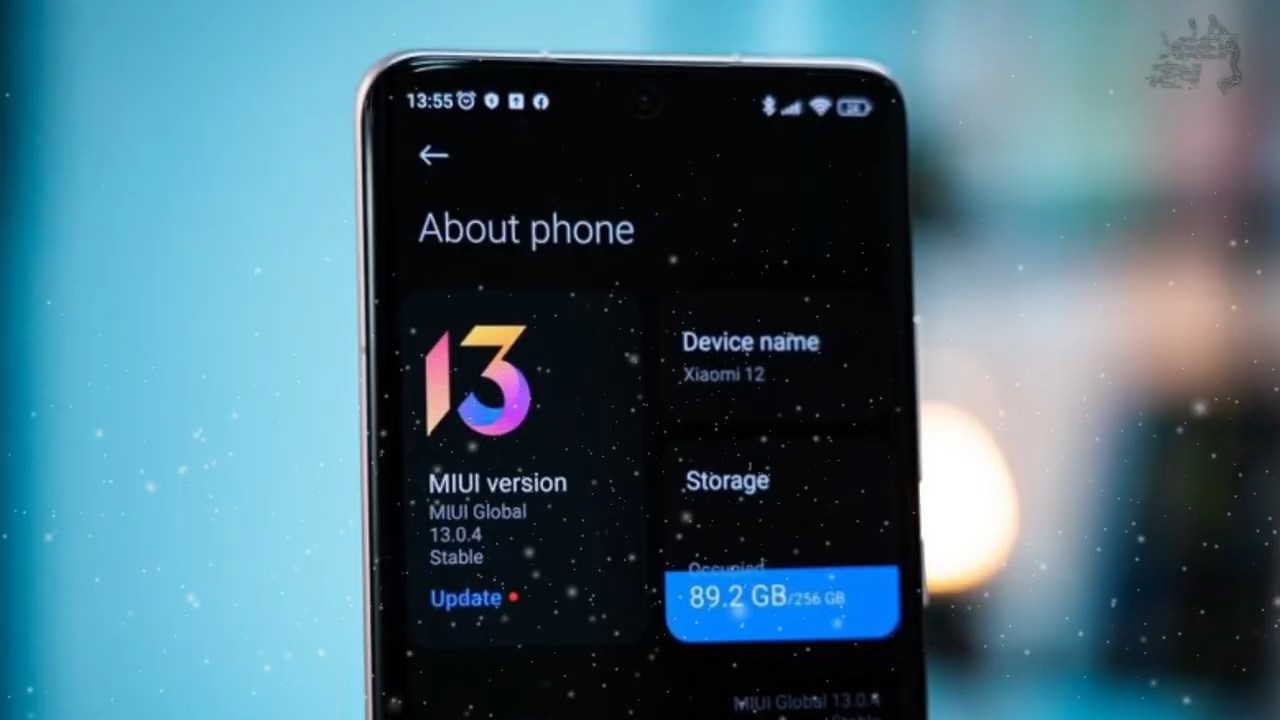 13:55
About phone
13
MIUI version
MIUI Global
13.0.4
Stable
Update
Device name
Xiaomi 12
Storage
Occupied
89.2 GB/256 GB
MIUI Global 13.0.4
Stable